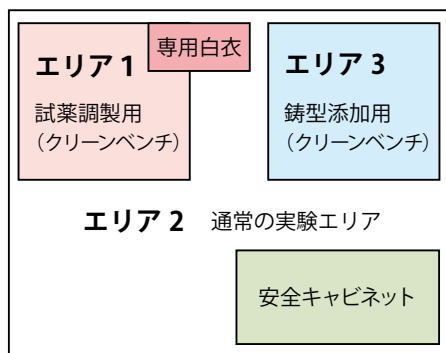 専用白衣
エリア 1
試薬調製用
（クリーンベンチ）
エリア 3
鋳型添加用
（クリーンベンチ）
エリア 2 通常の実験エリア
安全キャビネット